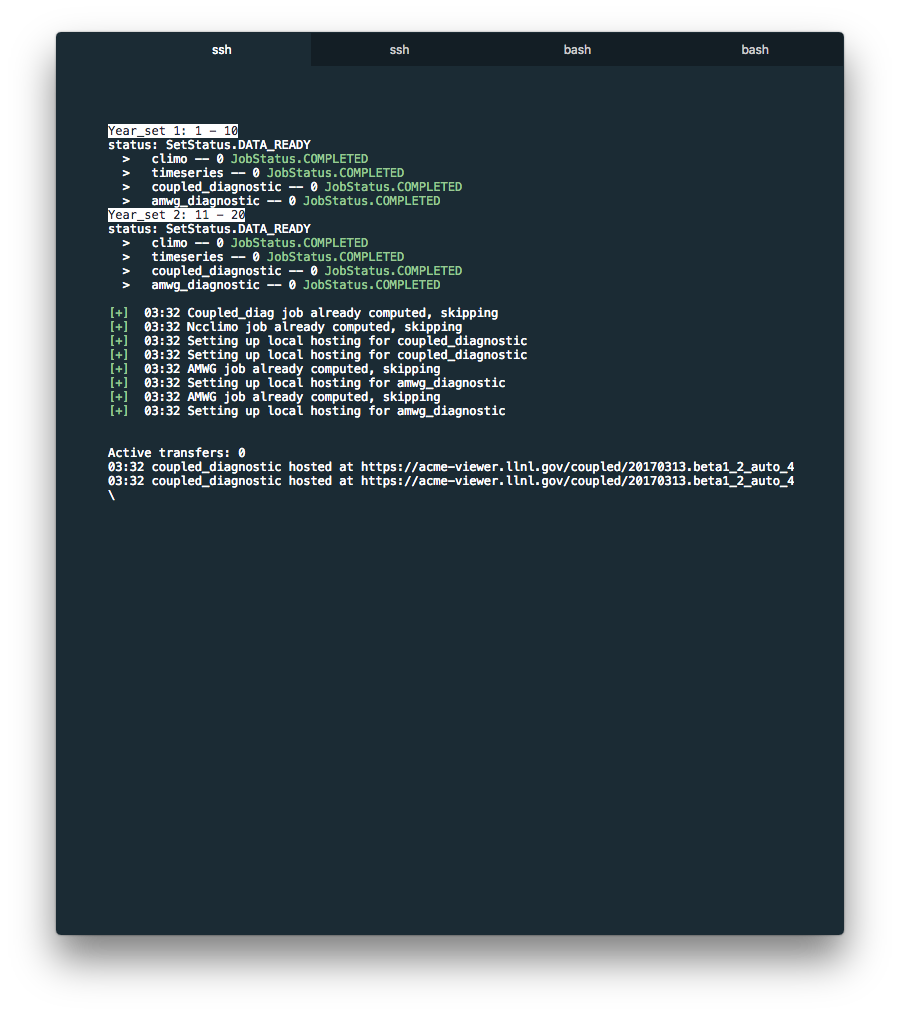 ssh ssh bash bash
Year_set 1: 1 - 10
status: SetStatus.DATA_READY
> climo -- 0 JobStatus.COMPLETED
> timeseries -- 0 JobStatus.COMPLETED
> coupled_diagnostic -- 0 JobStatus.COMPLETED
> amwg_diagnostic -- 0 JobStatus.COMPLETED
Year_set 2: 11 - 20
status: SetStatus.DATA_READY
> climo -- 0 JobStatus.COMPLETED
> timeseries -- 0 JobStatus.COMPLETED
> coupled_diagnostic -- 0 JobStatus.COMPLETED
> amwg_diagnostic -- 0 JobStatus.COMPLETED
[+] 03:32 Coupled_diag job already computed, skipping
[+] 03:32 Ncclimo job already computed, skipping
[+] 03:32 Setting up local hosting for coupled_diagnostic
[+] 03:32 Setting up local hosting for coupled_diagnostic
[+] 03:32 AMWG job already computed, skipping
[+] 03:32 Setting up local hosting for amwg_diagnostic
[+] 03:32 AMWG job already computed, skipping
[+] 03:32 Setting up local hosting for amwg_diagnostic
Active transfers: 0
03:32 coupled_diagnostic hosted at https://acme-viewer.llnl.gov/coupled/20170313.beta1_2_auto_4
03:32 coupled_diagnostic hosted at https://acme-viewer.llnl.gov/coupled/20170313.beta1_2_auto_4
\